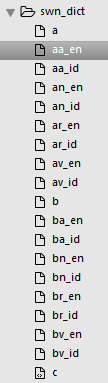 swn_dict
a
aa_en
aa_id
an_en
an_id
ar_en
ar_id
av_en
av_id
b
ba_en
ba_id
bn_en
bn_id
br_en
br_id
bv_en
bv_id
c